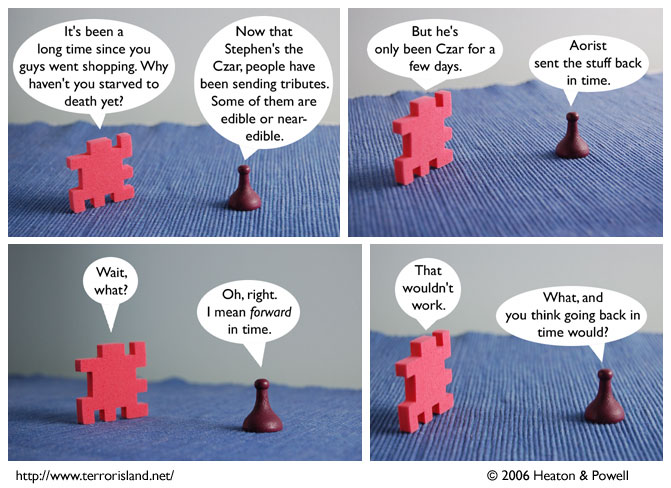 It's been a
long time since you
guys went shopping. Why
haven't you starved to
death yet?
Now that
Stephen's the
Czar, people have
been sending tributes.
Some of them are
edible or near-
edible.
But he's
only been Czar for a
few days.
Aorist
sent the stuff back
in time.
Wait,
what?
Oh, right.
I mean forward
in time.
That
wouldn't
work.
What, and
you think going back in
time would?
http://www.terrorisland.net/
© 2006 Heaton & Powell